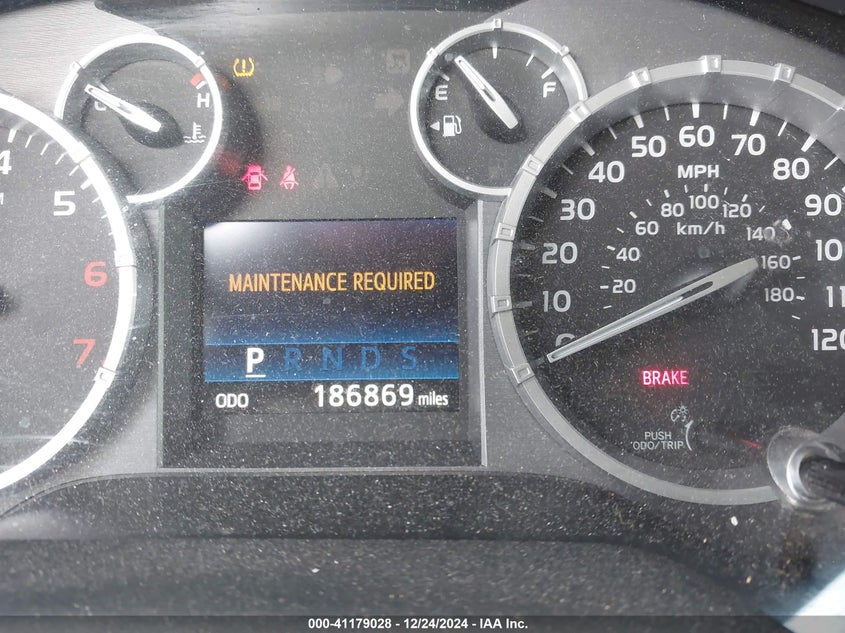 4
5
6
7
C
H
E
F
MAINTENANCE REQUIRED
P R N D S
ODO 186869 miles
0
10
20
30
40
50
60
70
80
90
120
MPH
20
40
60
80
100
120
140
160
180
km/h
BRAKE
PUSH
ODO/TRIP
000-41179028 - 12/24/2024 - IAA Inc.